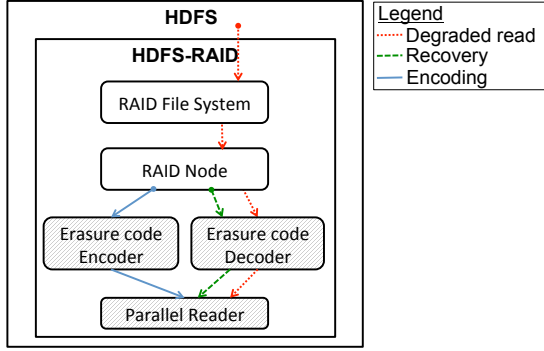 HDFS
HDFS-RAID
RAID File System
RAID Node
Erasure code
Encoder
Erasure code
Decoder
Parallel Reader
Legend
Degraded read
Recovery
Encoding